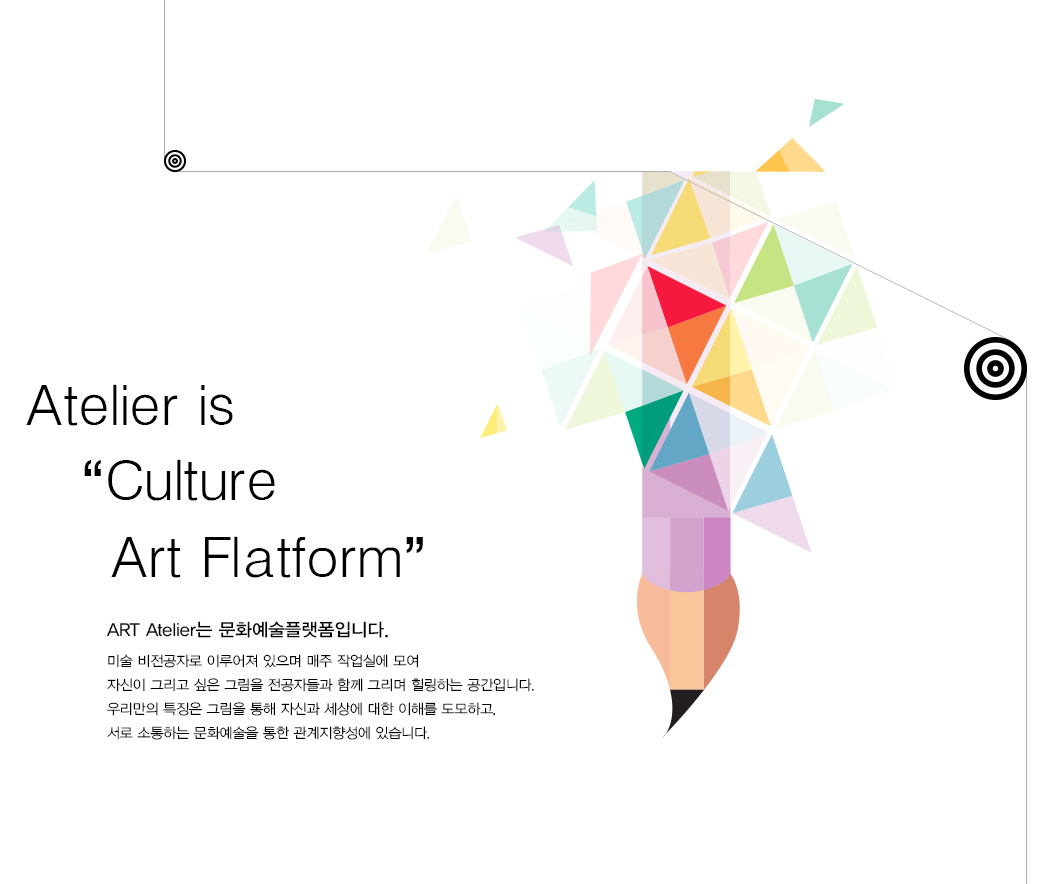 Atelier is
“Culture
Art Flatform”
ART Atelier는 문화예술플랫폼입니다.
미술 비전공자로 이루어져 있으며 매주 작업실에 모여
자신이 그리고 싶은 그림을 전공자들과 함께 그리며 힐링하는 공간입니다.
우리만의 특징은 그림을 통해 자신과 세상에 대한 이해를 도모하고,
서로 소통하는 문화예술을 통한 관계지향성에 있습니다.